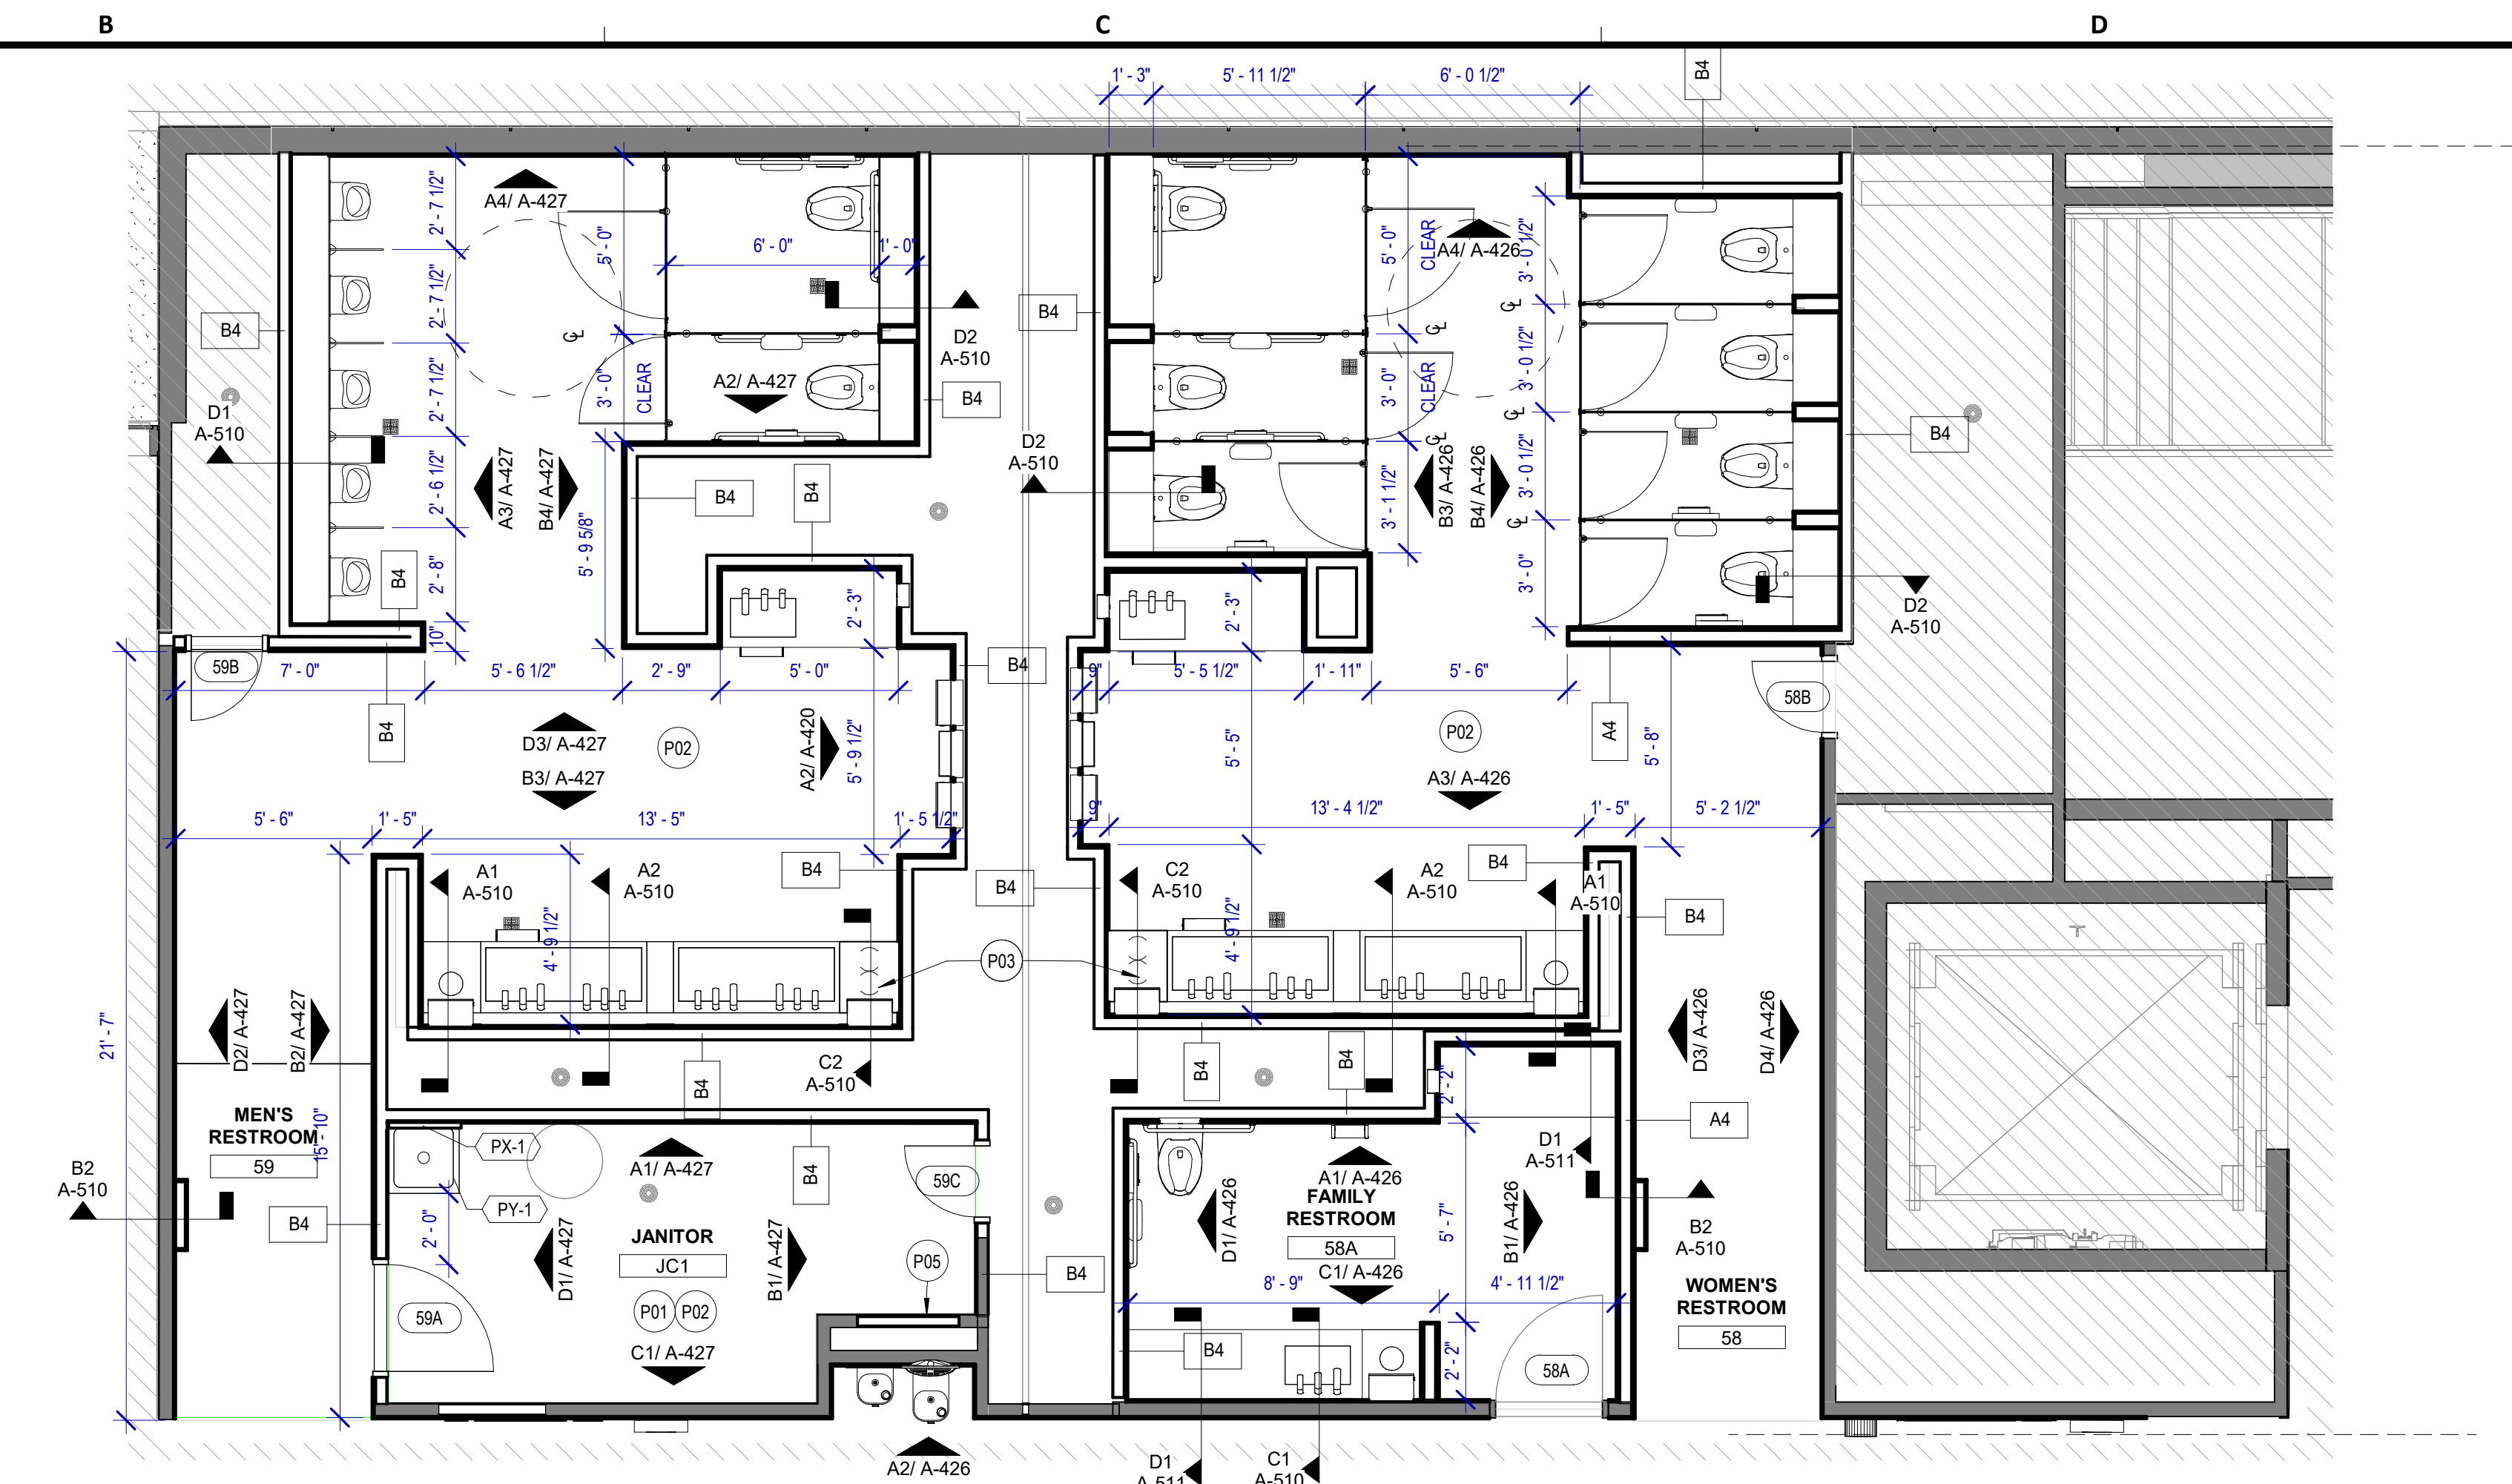 B
C
D
1' - 3"
5' - 11 1/2"
6' - 0 1/2"
B4
A4/ A-427
2' - 7 1/2"
5' - 0"
6' - 0"
1' - 0"
5' - 0"
CLEAR
A4/ A-426
3' - 0 1/2"
2' - 7 1/2"
B4
B4
D2
A-510
A2/ A-427
3' - 0"
CLEAR
2' - 7 1/2"
B4
3' - 0"
CLEAR
3' - 0 1/2"
D1
A-510
B4
D2
A-510
A3/ A-427
B4/ A-427
2' - 6 1/2"
B4
B4
3' - 1 1/2"
B3/ A-426
B4/ A-426
3' - 0 1/2"
5' - 9 5/8"
2' - 8"
B4
10"
2' - 3"
2' - 3"
3' - 0"
D2
A-510
59B
7' - 0"
5' - 6 1/2"
2' - 9"
5' - 0"
B4
9"
5' - 5 1/2"
1' - 11"
5' - 6"
58B
B4
D3/ A-427
B3/ A-427
P02
A2/ A-420
5' - 9 1/2"
5' - 5"
P02
A3/ A-426
A4
5' - 8"
5' - 6"
1' - 5"
13' - 5"
1' - 5 1/2"
9"
13' - 4 1/2"
1' - 5"
5' - 2 1/2"
A1
A-510
A2
A-510
B4
B4
C2
A-510
A2
A-510
B4
A1
A-510
B4
4' - 9 1/2"
4' - 9 1/2"
P03
21' - 7"
D2/ A-427
B2/ A-427
D3/ A-426
D4/ A-426
C2
A-510
B4
B4
B4
2' - 2"
MEN'S
RESTROOM
59
15' - 10"
PX-1
PY-1
A1/ A-427
B4
59C
A4
D1
A-511
B2
A-510
B4
2' - 0"
D1/ A-427
JANITOR
JC1
P01
P02
C1/ A-427
B1/ A-427
P05
B4
D1/ A-426
A1/ A-426
FAMILY
RESTROOM
58A
C1/ A-426
5' - 7"
B1/ A-426
B2
A-510
8' - 9"
4' - 11 1/2"
WOMEN'S
RESTROOM
58
59A
B4
2' - 2"
58A
A2/ A-426
D1
A-511
C1
A-510